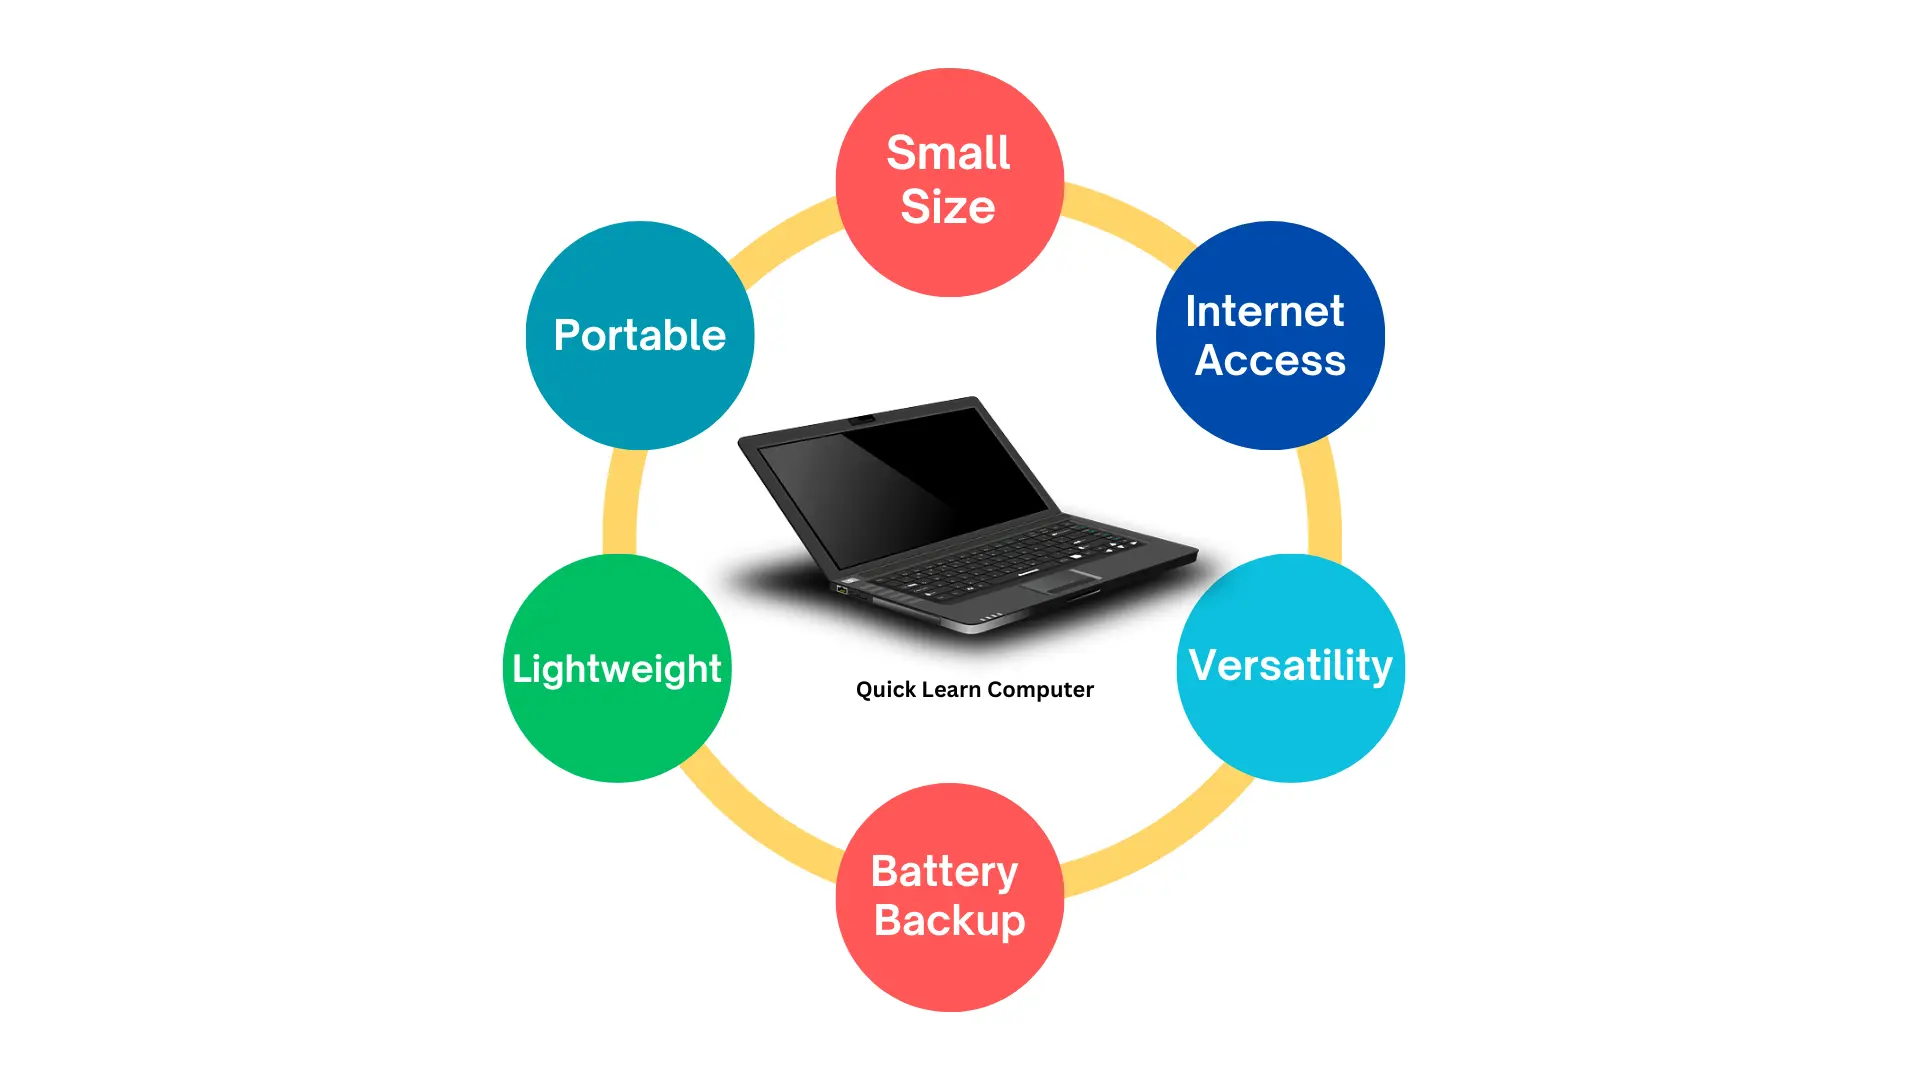 Small
Size
Portable
Internet
Access
Lightweight
Versatility
Quick Learn Computer
Battery
Backup